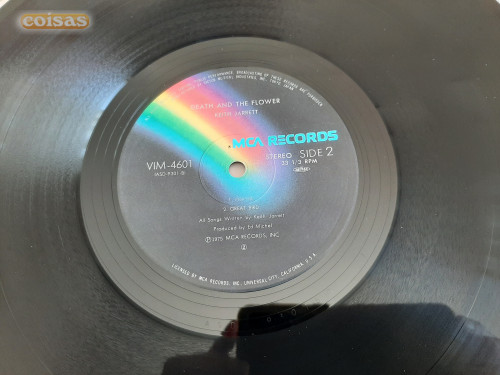 coisas
DEATH AND THE FLOWER
KEITH JARRETT
MCA RECORDS
VIM-4601
STEREO SIDE 2
33 1/3 RPM
2. GREAT BIRD
All Songs Written by Keith Jarrett
Produced by Ed Michel
Ⓟ1975 MCA RECORDS, INC.
LICENSED BY MCA RECORDS, INC., UNIVERSAL CITY, CALIFORNIA, U.S.A.